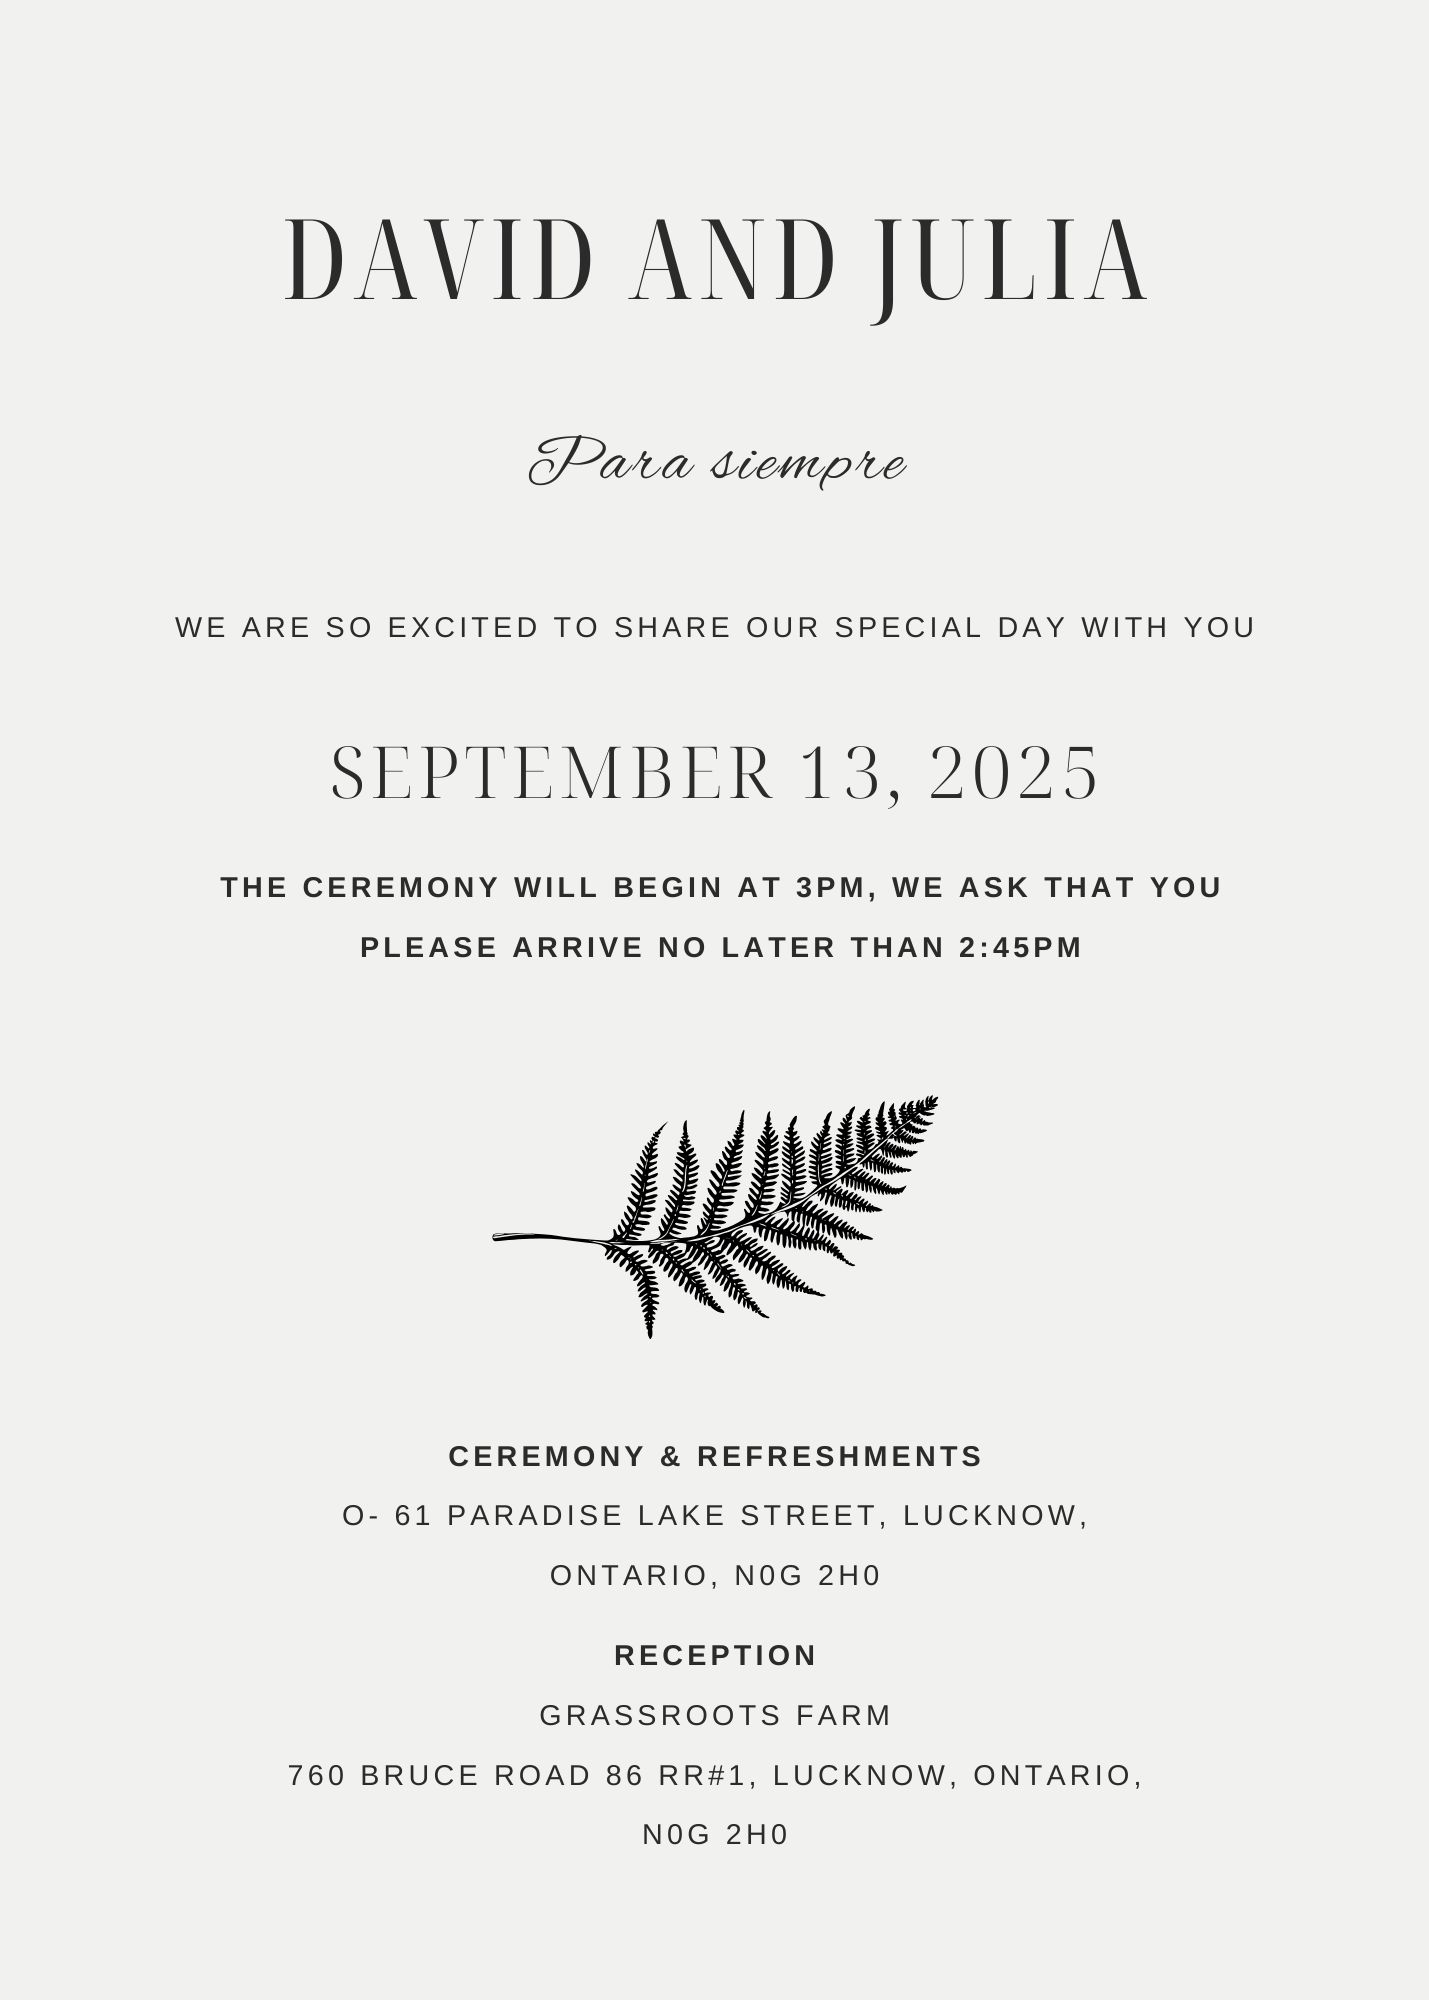 DAVID AND JULIA
Para siempre
WE ARE SO EXCITED TO SHARE OUR SPECIAL DAY WITH YOU
SEPTEMBER 13, 2025
THE CEREMONY WILL BEGIN AT 3PM, WE ASK THAT YOU
PLEASE ARRIVE NO LATER THAN 2:45PM
CEREMONY & REFRESHMENTS
O- 61 PARADISE LAKE STREET, LUCKNOW,
ONTARIO, N0G 2H0
RECEPTION
GRASSROOTS FARM
760 BRUCE ROAD 86 RR#1, LUCKNOW, ONTARIO,
N0G 2H0